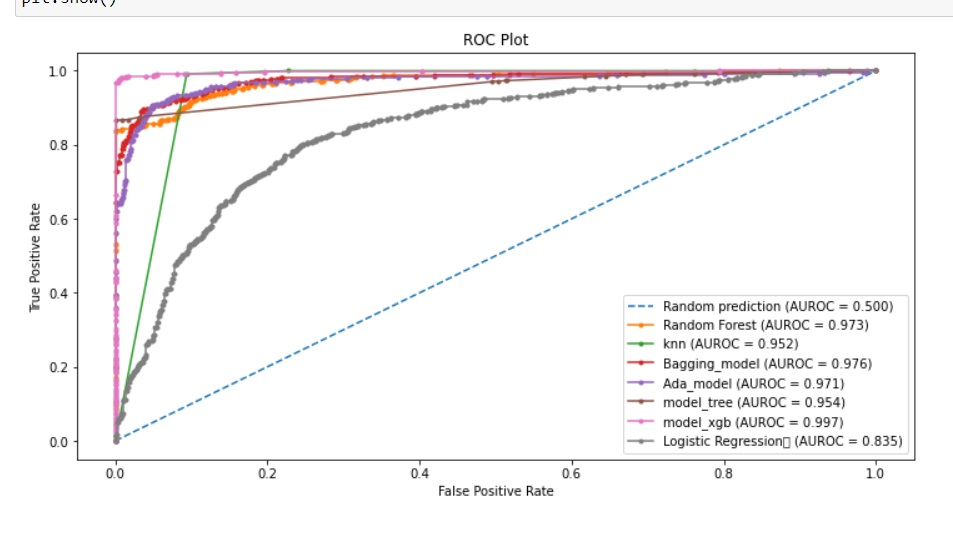 plt.show()
ROC Plot
True Positive Rate
1.0
0.8
0.6
0.4
0.2
0.0
Random prediction (AUROC = 0.500)
Random Forest (AUROC = 0.973)
knn (AUROC = 0.952)
Bagging_model (AUROC = 0.976)
Ada_model (AUROC = 0.971)
model_tree (AUROC = 0.954)
model_xgb (AUROC = 0.997)
Logistic Regression▯ (AUROC = 0.835)
0.0 0.2 0.4 0.6 0.8 1.0
False Positive Rate